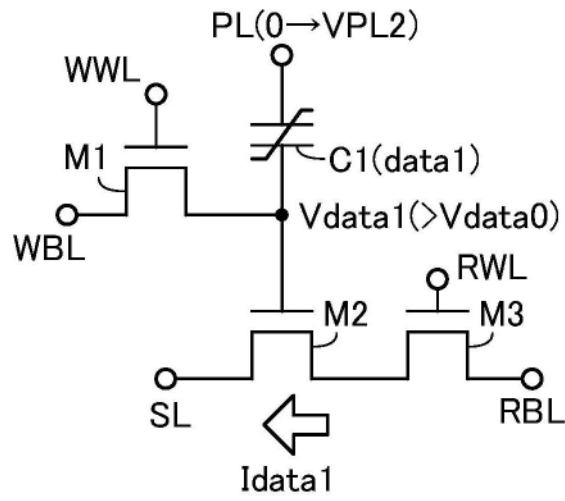 PL(0→VPL2)
WWL
M1
C1(data1)
WBL
Vdata1(>Vdata0)
RWL
M2
M3
SL
RBL
Idata1